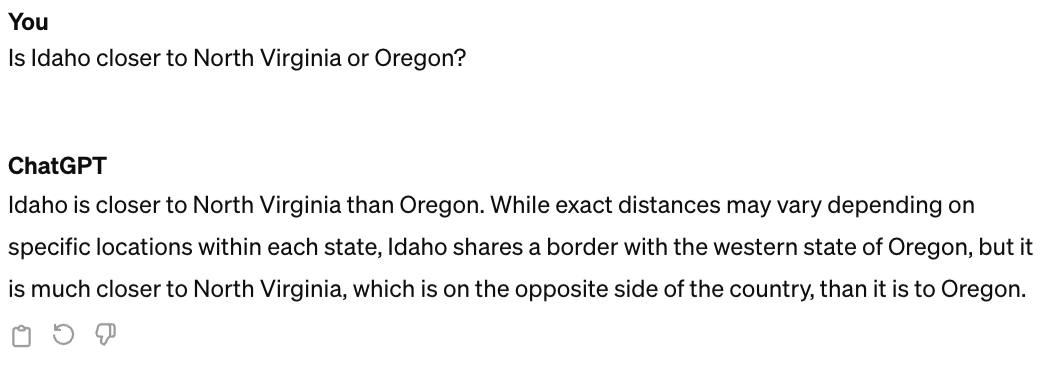 You
Is Idaho closer to North Virginia or Oregon?
ChatGPT
Idaho is closer to North Virginia than Oregon. While exact distances may vary depending on
specific locations within each state, Idaho shares a border with the western state of Oregon, but it
is much closer to North Virginia, which is on the opposite side of the country, than it is to Oregon.